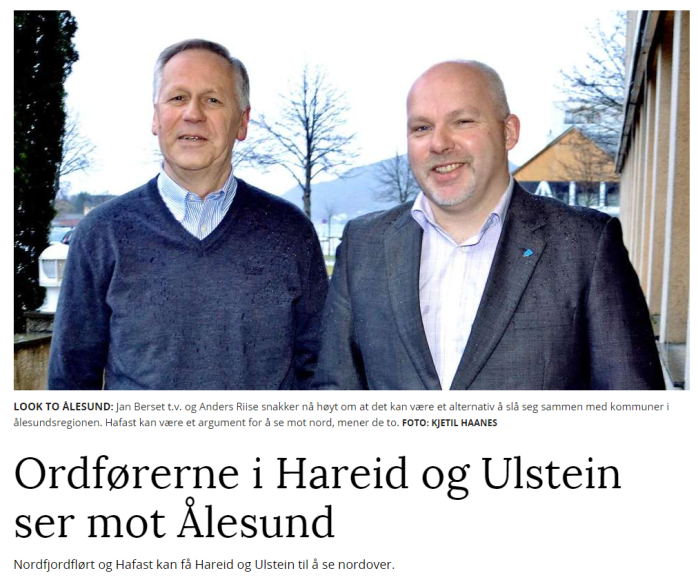 LOOK TO ÅLESUND: Jan Berset t.v. og Anders Riise snakker nå høyt om at det kan være et alternativ å slå seg sammen med kommuner i
ålesundsregionen. Hafast kan være et argument for å se mot nord, mener de to. FOTO: KJETIL HAANES
Ordførerne i Hareid og Ulstein
ser mot Ålesund
Nordfjordflørt og Hafast kan få Hareid og Ulstein til å se nordover.